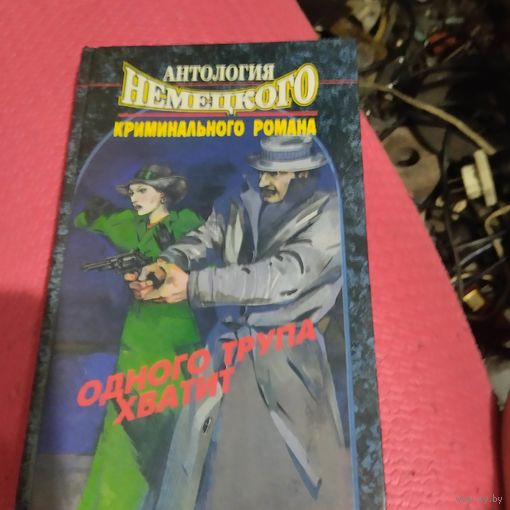 АНТОЛОГИЯ
НЕМЕЦКОГО
КРИМИНАЛЬНОГО РОМАНА
ОДНОГО ТРУПА
ХВАТИТ